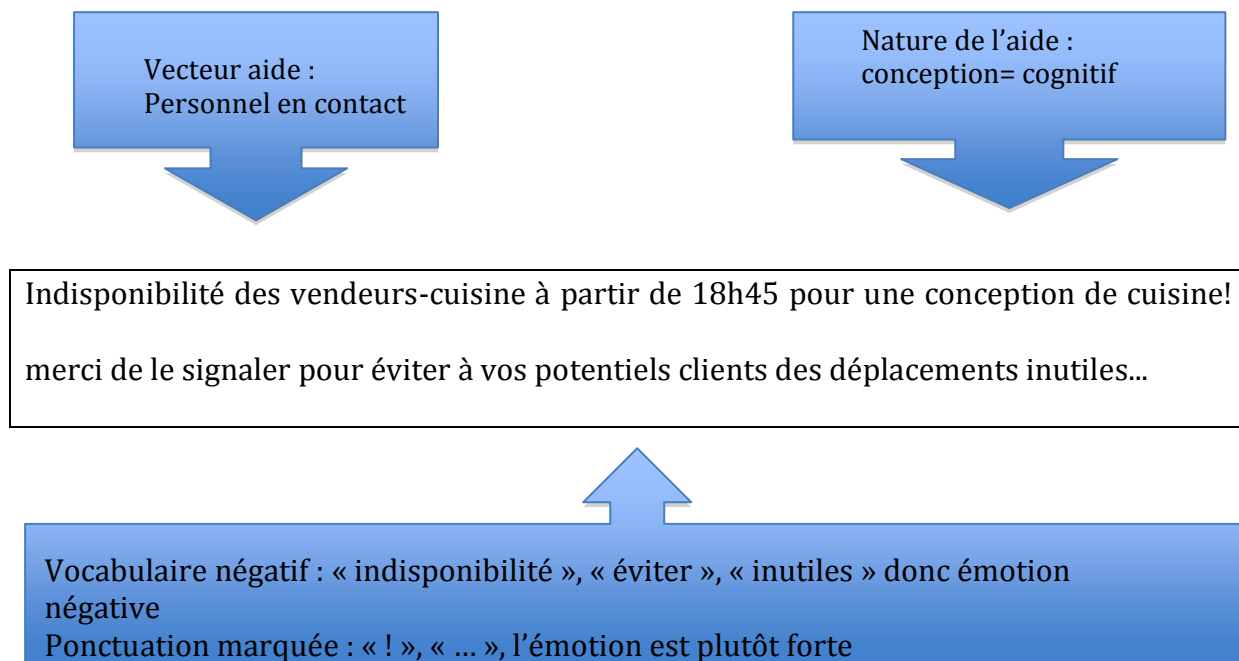 Vecteur aide :
Personnel en contact
Nature de l’aide :
conception= cognitif
Indisponibilité des vendeurs-cuisine à partir de 18h45 pour une conception de cuisine!
merci de le signaler pour éviter à vos potentiels clients des déplacements inutiles...
Vocabulaire négatif : « indisponibilité », « éviter », « inutiles » donc émotion
négative
Ponctuation marquée : « ! », « … », l’émotion est plutôt forte